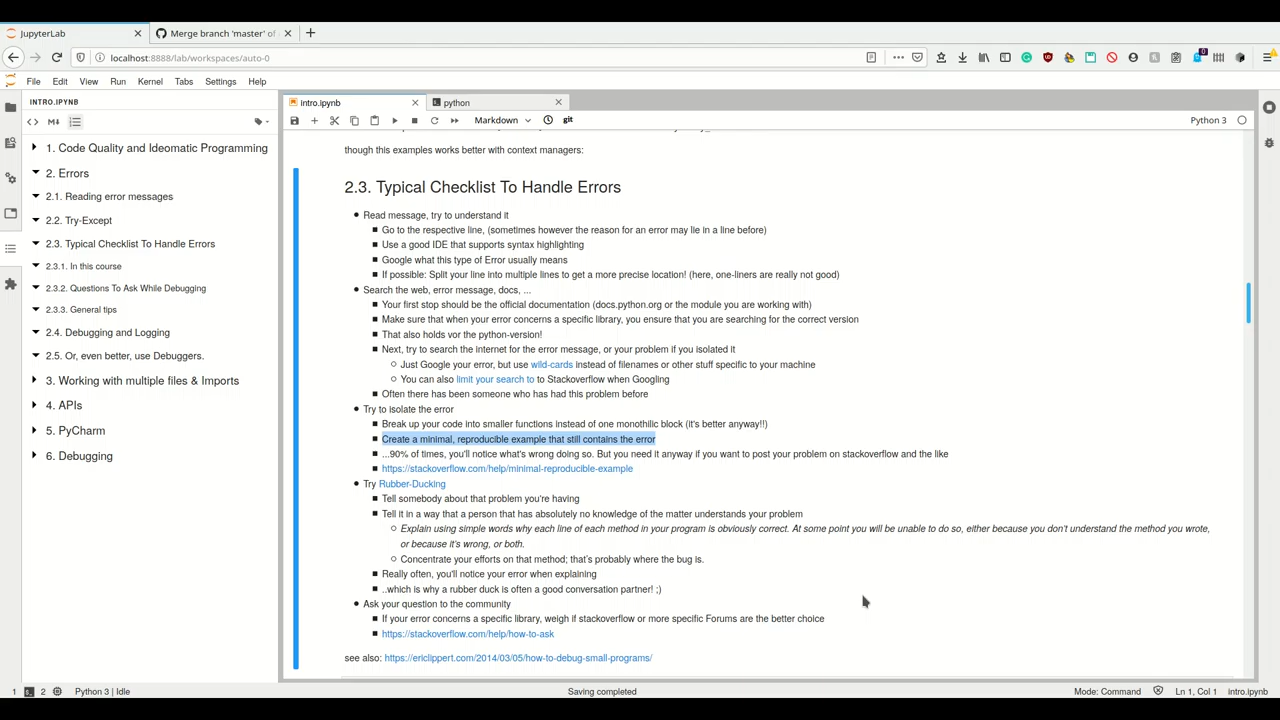 JupyterLab
Merge branch 'master' of
localhost:8888/lab/workspaces/auto-0
File Edit View Run Kernel Tabs Settings Help
INTRO.IPYNB
1. Code Quality and Ideomatic Programming
2. Errors
2.1. Reading error messages
2.2. Try-Except
2.3. Typical Checklist To Handle Errors
2.3.1. In this course
2.3.2. Questions To Ask While Debugging
2.3.3. General tips
2.4. Debugging and Logging
2.5. Or, even better, use Debuggers.
3. Working with multiple files & Imports
4. APIs
5. PyCharm
6. Debugging
intro.ipynb
python
Markdown
git
Python 3
though this examples works better with context managers:
2.3. Typical Checklist To Handle Errors
Read message, try to understand it
Go to the respective line, (sometimes however the reason for an error may lie in a line before)
Use a good IDE that supports syntax highlighting
Google what this type of Error usually means
If possible: Split your line into multiple lines to get a more precise location! (here, one-liners are really not good)
Search the web, error message, docs, ...
Your first stop should be the official documentation (docs.python.org or the module you are working with)
Make sure that when your error concerns a specific library, you ensure that you are searching for the correct version
That also holds vor the python-version!
Next, try to search the internet for the error message, or your problem if you isolated it
Just Google your error, but use wild-cards instead of filenames or other stuff specific to your machine
You can also limit your search to to Stackoverflow when Googling
Often there has been someone who has had this problem before
Try to isolate the error
Break up your code into smaller functions instead of one monothilic block (it's better anyway!!)
Create a minimal, reproducible example that still contains the error
...90% of times, you'll notice what's wrong doing so. But you need it anyway if you want to post your problem on stackoverflow and the like
https://stackoverflow.com/help/minimal-reproducible-example
Try Rubber-Ducking
Tell somebody about that problem you're having
Tell it in a way that a person that has absolutely no knowledge of the matter understands your problem
Explain using simple words why each line of each method in your program is obviously correct. At some point you will be unable to do so, either because you don't understand the method you wrote,
or because it's wrong, or both.
Concentrate your efforts on that method; that's probably where the bug is.
Really often, you'll notice your error when explaining
..which is why a rubber duck is often a good conversation partner! ;)
Ask your question to the community
If your error concerns a specific library, weigh if stackoverflow or more specific Forums are the better choice
https://stackoverflow.com/help/how-to-ask
see also: https://ericlippert.com/2014/03/05/how-to-debug-small-programs/
1 2 Python 3 | Idle
Saving completed
Mode: Command
Ln 1, Col 1
intro.ipynb